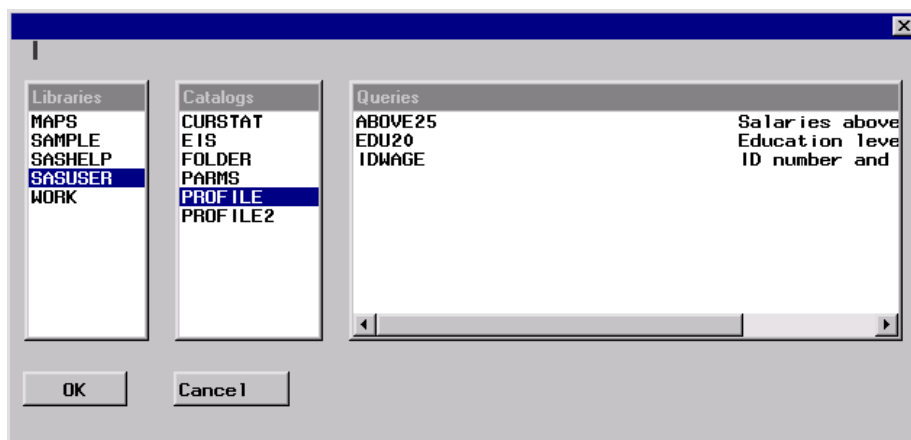 Libraries
MAPS
SAMPLE
SASHELP
SASUSER
WORK
Catalogs
CURSTAT
EIS
FOLDER
PARMS
PROFILE
PROFILE2
Queries
ABOVE25 Salaries above
EDU20 Education leve
IDWAGE ID number and
OK
Cancel